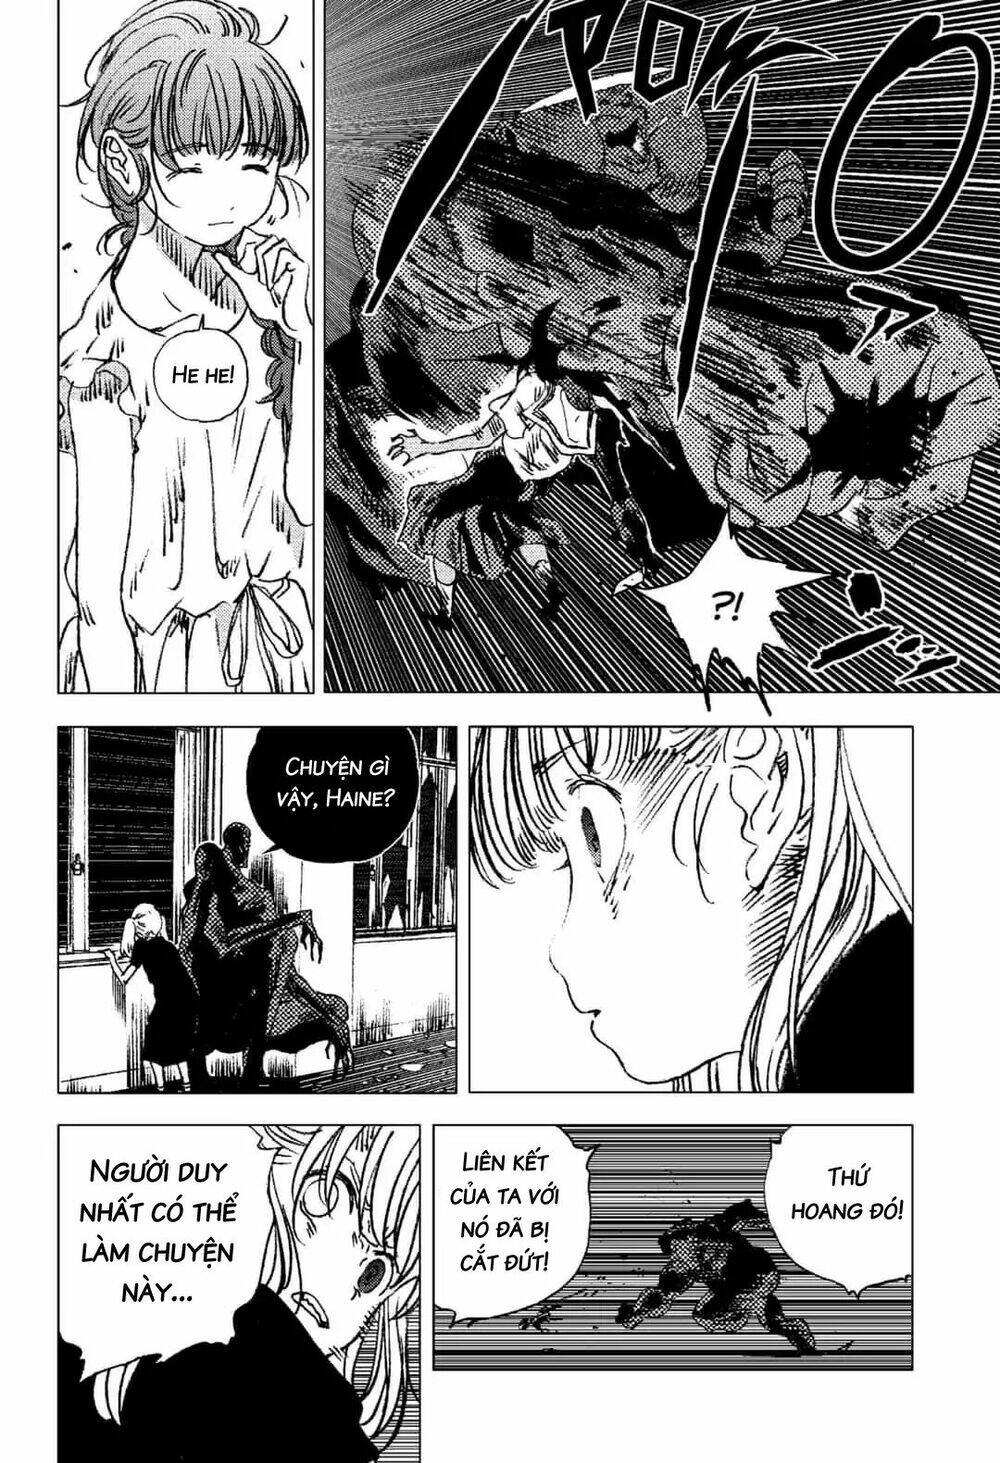 POM
?!
HE HE!
CHUYỆN GÌ
VẬY, HAINE?
THỨ
HOANG ĐÓ!
LIÊN KẾT
CỦA TA VỚI
NÓ ĐÃ BỊ
CẮT ĐỨT!
NGƯỜI DUY
NHẤT CÓ THỂ
LÀM CHUYỆN
NÀY...